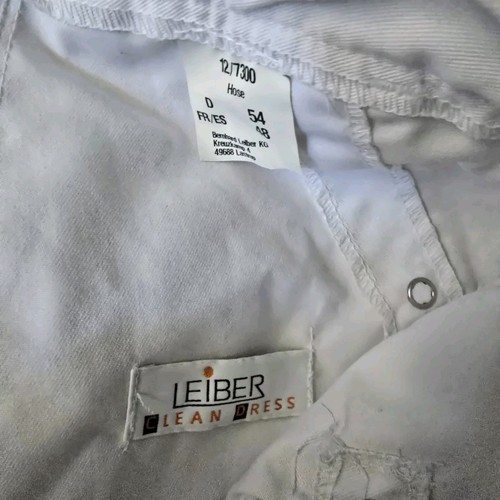 12/7300
Hose
D 54
FR/ES 48
Bernhard Leiber KG
Kreuzkamp 4
49688
LEIBER
CLEAN DRESS